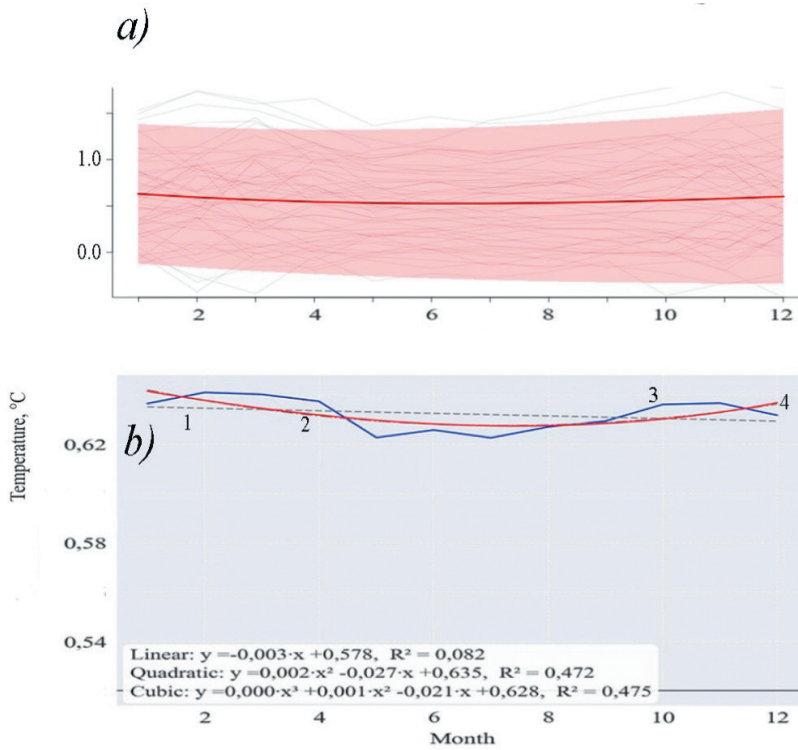 a)
1.0
0.0
2 4 6 8 10 12
Temperature, °C
b)
0,62
0,58
0,54
1 2 3 4
Linear: y =-0,003·x +0,578, R² = 0,082
Quadratic: y =0,002·x² -0,027·x +0,635, R² = 0,472
Cubic: y =0,000·x³ +0,001·x² -0,021·x +0,628, R² = 0,475
2 4 6 8 10 12
Month